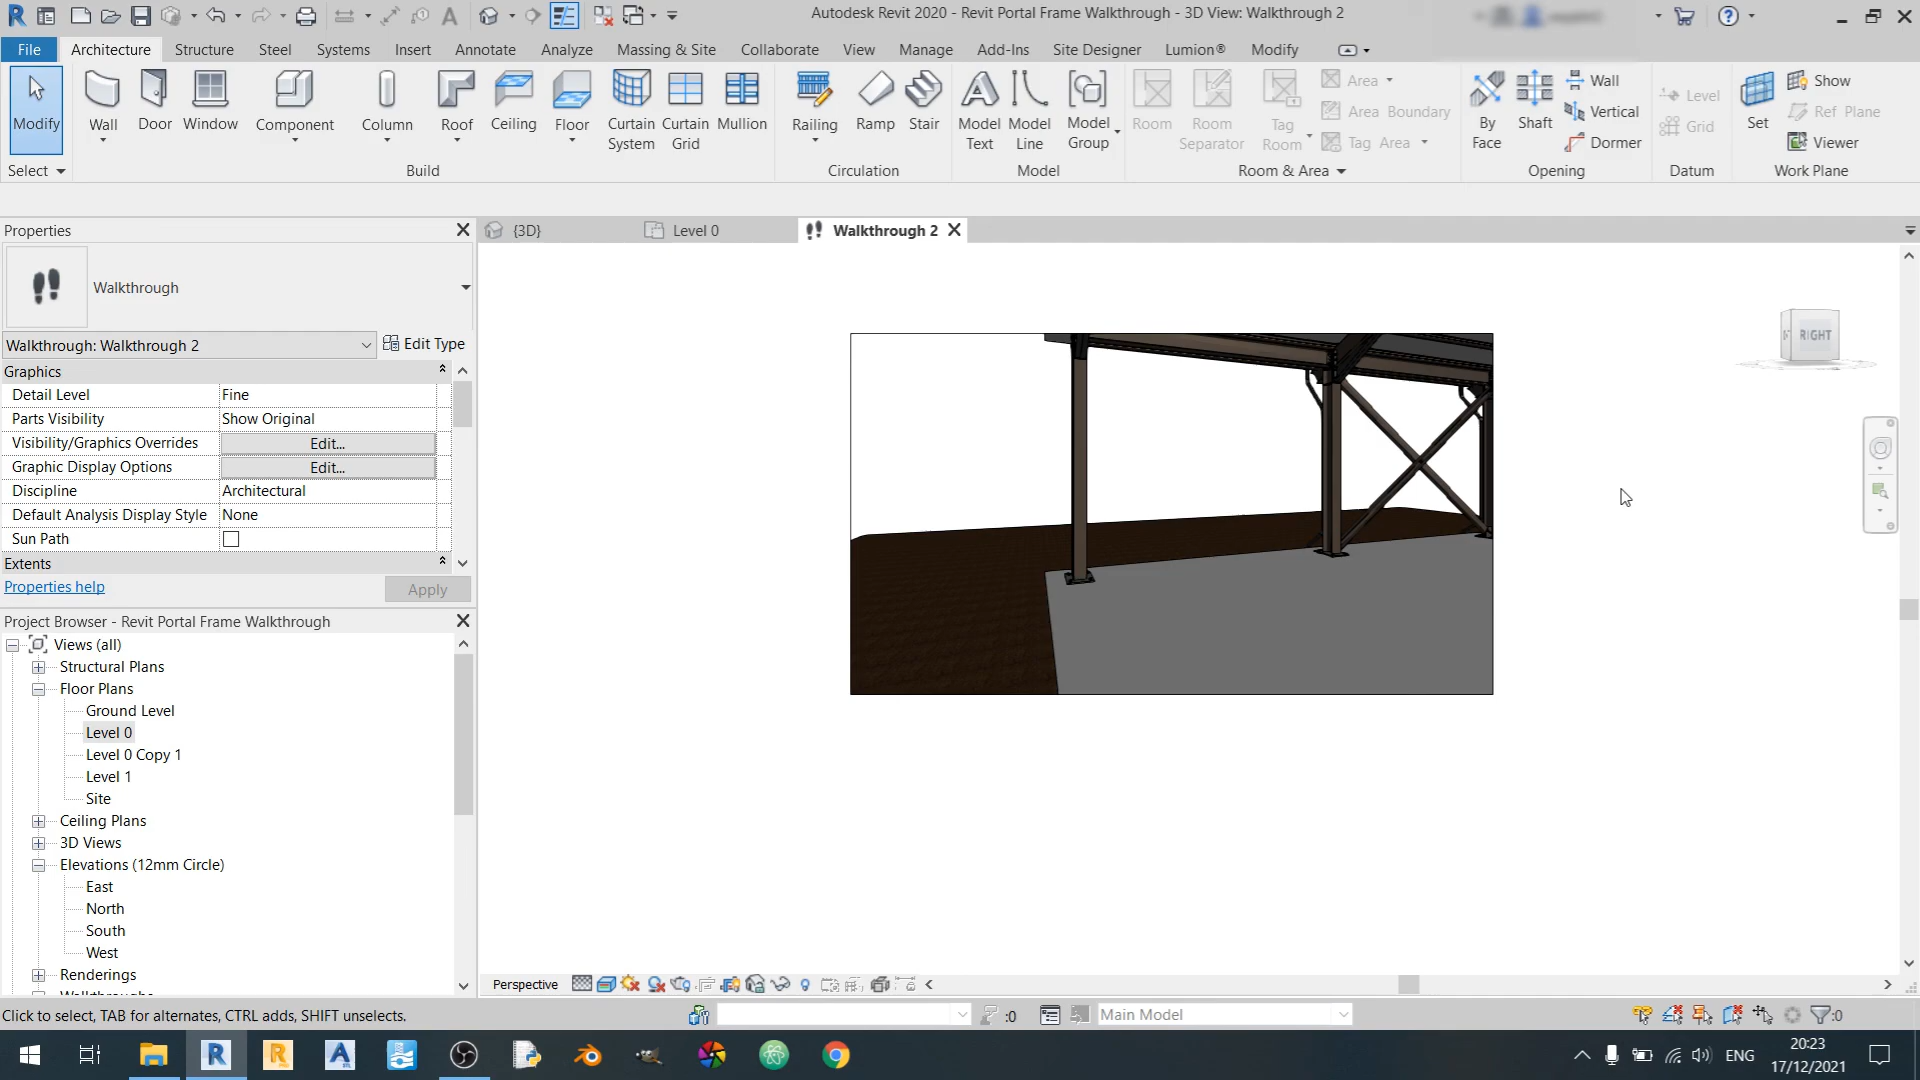 Autodesk Revit 2020 - Revit Portal Frame Walkthrough - 3D View: Walkthrough 2
File Architecture Structure Steel Systems Insert Annotate Analyze Massing & Site Collaborate View Manage Add-Ins Site Designer Lumion® Modify
Modify Wall Door Window Component Column Roof Ceiling Floor Curtain System Curtain Grid Mullion Railing Ramp Stair Model Text Model Line Model Group Room Room Separator Tag Room Area Area Boundary Tag Area By Face Shaft Wall Vertical Dormer Level Grid Set Show Ref Plane Viewer
Select Build Circulation Model Room & Area Opening Datum Work Plane
Properties
{3D} Level 0 Walkthrough 2
Walkthrough
Walkthrough: Walkthrough 2 Edit Type
Graphics
Detail Level Fine
Parts Visibility Show Original
Visibility/Graphics Overrides Edit...
Graphic Display Options Edit...
Discipline Architectural
Default Analysis Display Style None
Sun Path
Extents
Properties help Apply
RIGHT
Project Browser - Revit Portal Frame Walkthrough
Views (all)
Structural Plans
Floor Plans
Ground Level
Level 0
Level 0 Copy 1
Level 1
Site
Ceiling Plans
3D Views
Elevations (12mm Circle)
East
North
South
West
Renderings
Perspective
Click to select, TAB for alternates, CTRL adds, SHIFT unselects. :0 Main Model :0
ENG
20:23
17/12/2021